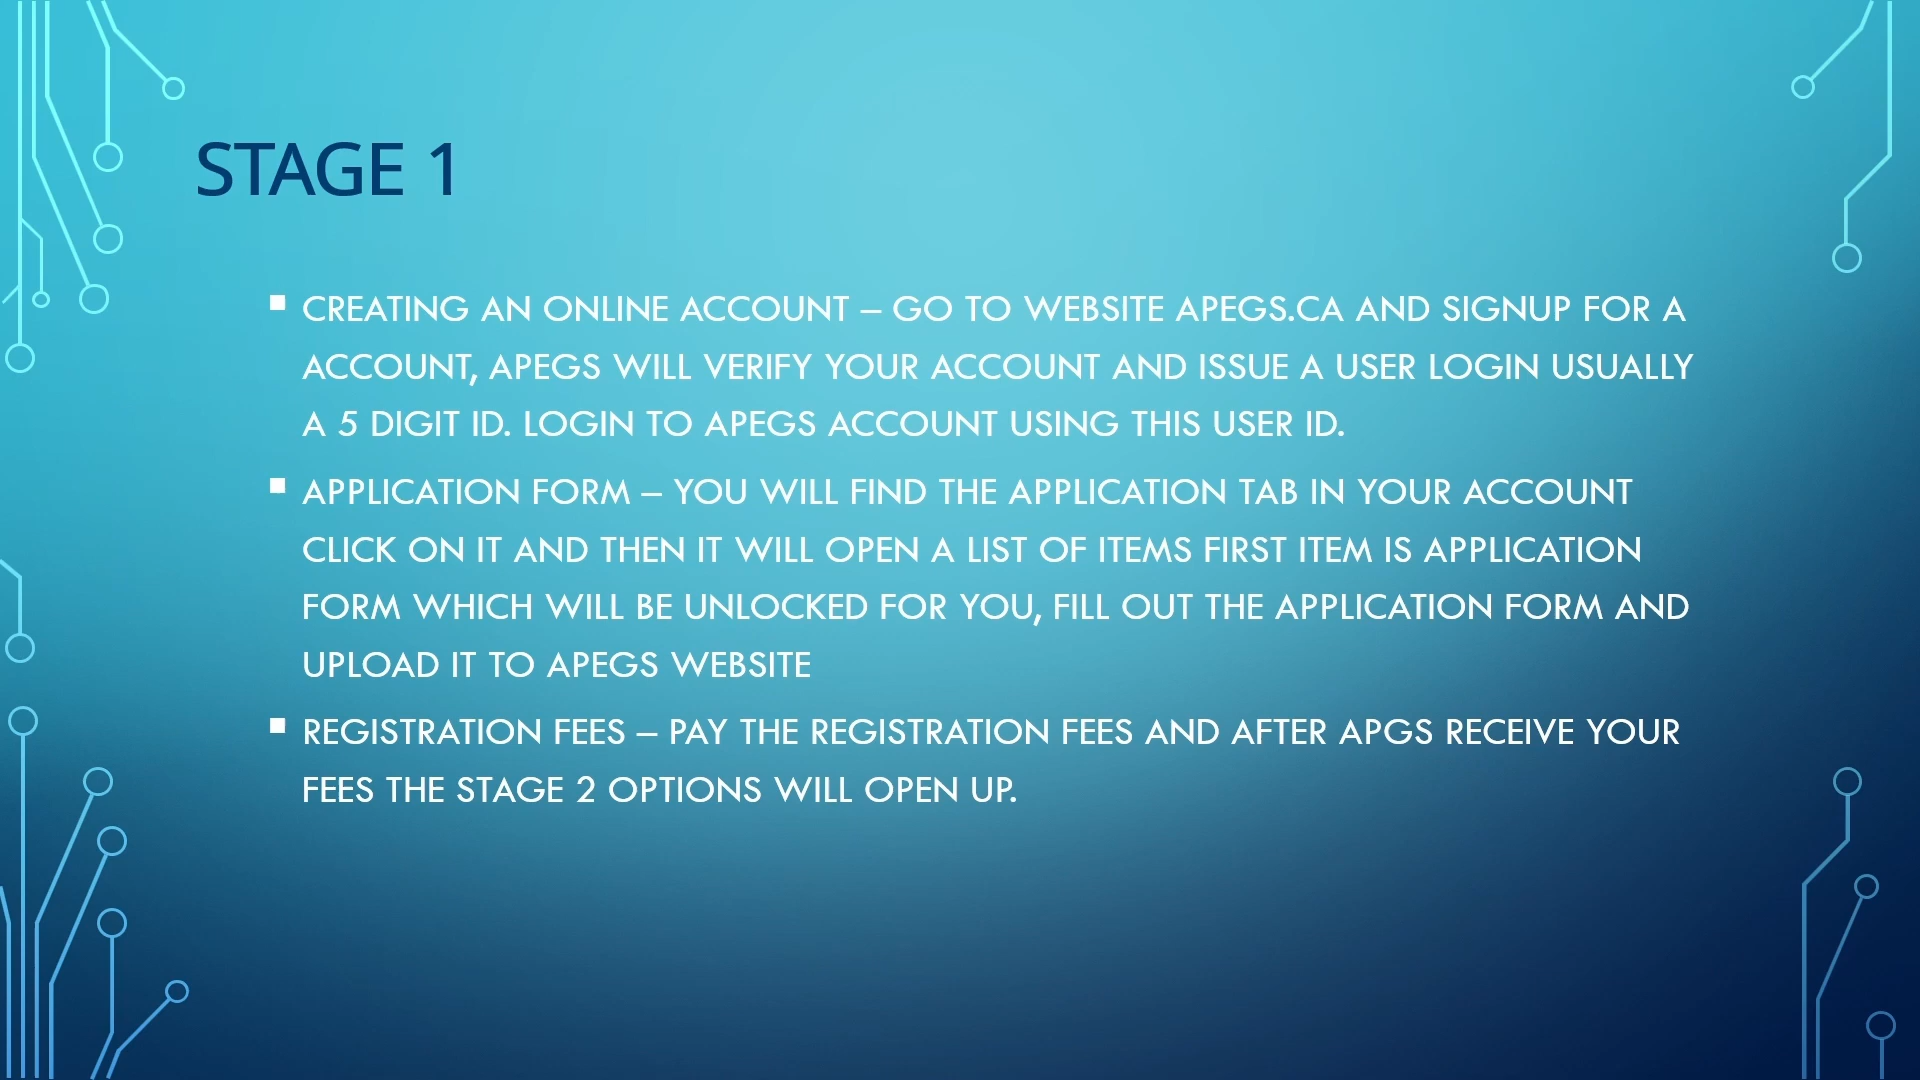 STAGE 1
▪ CREATING AN ONLINE ACCOUNT – GO TO WEBSITE APEGS.CA AND SIGNUP FOR A
ACCOUNT, APEGS WILL VERIFY YOUR ACCOUNT AND ISSUE A USER LOGIN USUALLY
A 5 DIGIT ID. LOGIN TO APEGS ACCOUNT USING THIS USER ID.
▪ APPLICATION FORM – YOU WILL FIND THE APPLICATION TAB IN YOUR ACCOUNT
CLICK ON IT AND THEN IT WILL OPEN A LIST OF ITEMS FIRST ITEM IS APPLICATION
FORM WHICH WILL BE UNLOCKED FOR YOU, FILL OUT THE APPLICATION FORM AND
UPLOAD IT TO APEGS WEBSITE
▪ REGISTRATION FEES – PAY THE REGISTRATION FEES AND AFTER APGS RECEIVE YOUR
FEES THE STAGE 2 OPTIONS WILL OPEN UP.